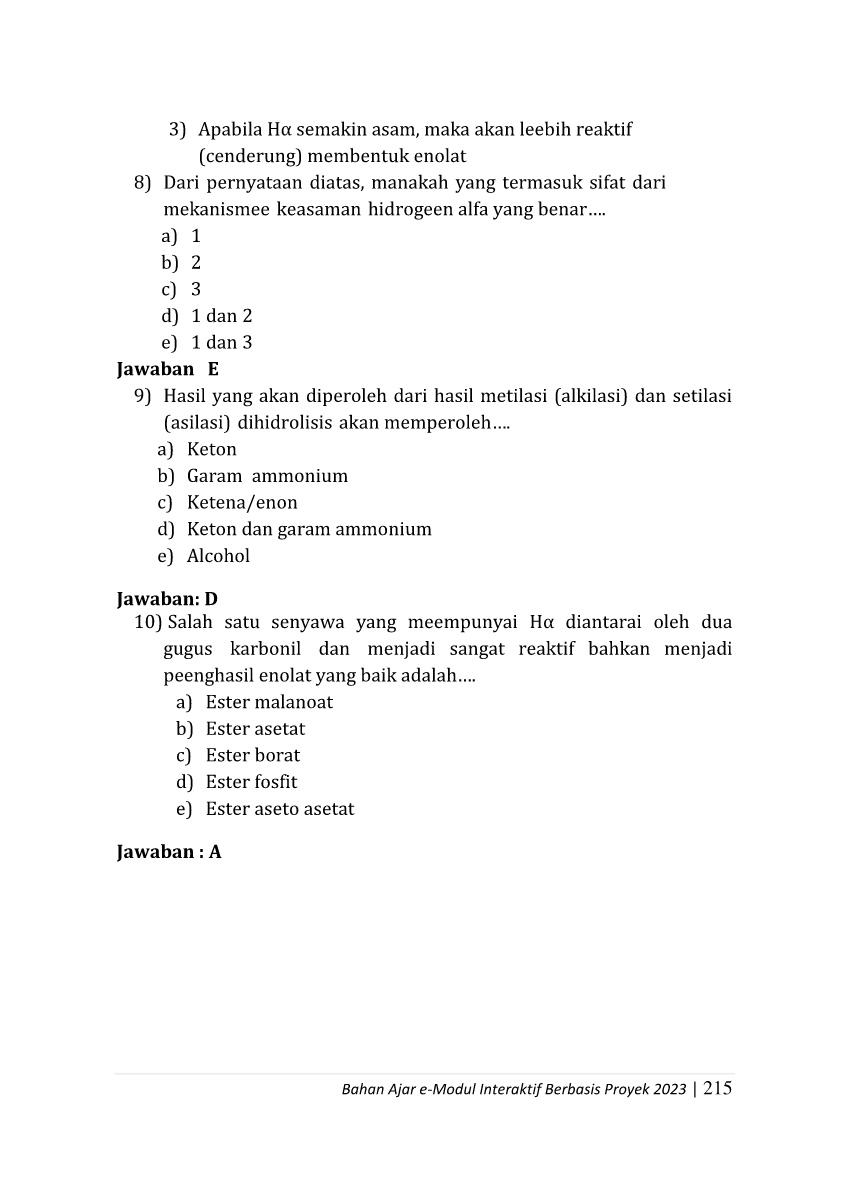 3) Apabila Hα semakin asam, maka akan leebih reaktif
(cenderung) membentuk enolat
8) Dari pernyataan diatas, manakah yang termasuk sifat dari
mekanismee keasaman hidrogeen alfa yang benar....
a) 1
b) 2
c) 3
d) 1 dan 2
e) 1 dan 3
Jawaban E
9) Hasil yang akan diperoleh dari hasil metilasi (alkilasi) dan setilasi
(asilasi) dihidrolisis akan memperoleh....
a) Keton
b) Garam ammonium
c) Ketena/enon
d) Keton dan garam ammonium
e) Alcohol
Jawaban: D
10) Salah satu senyawa yang meempunyai Hα diantarai oleh dua
gugus karbonil dan menjadi sangat reaktif bahkan menjadi
peenghasil enolat yang baik adalah....
a) Ester malanoat
b) Ester asetat
c) Ester borat
d) Ester fosfit
e) Ester aseto asetat
Jawaban : A
Bahan Ajar e-Modul Interaktif Berbasis Proyek 2023 | 215